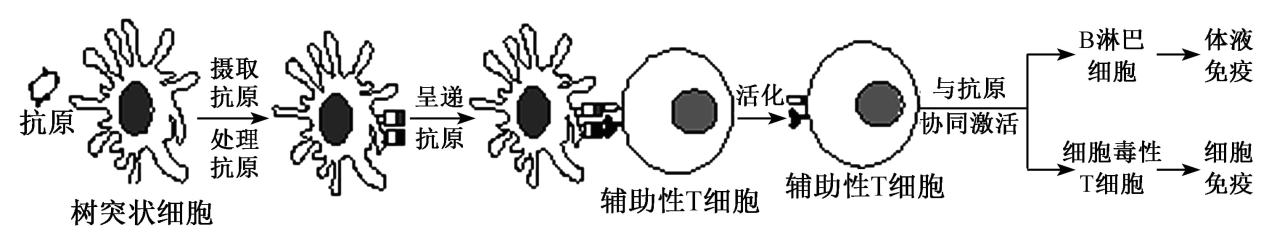 抗原
树突状细胞
摄取
抗原
处理
抗原
呈递
抗原
辅助性T细胞
活化
辅助性T细胞
与抗原
协同激活
B淋巴
细胞
体液
免疫
细胞毒性
T细胞
细胞
免疫